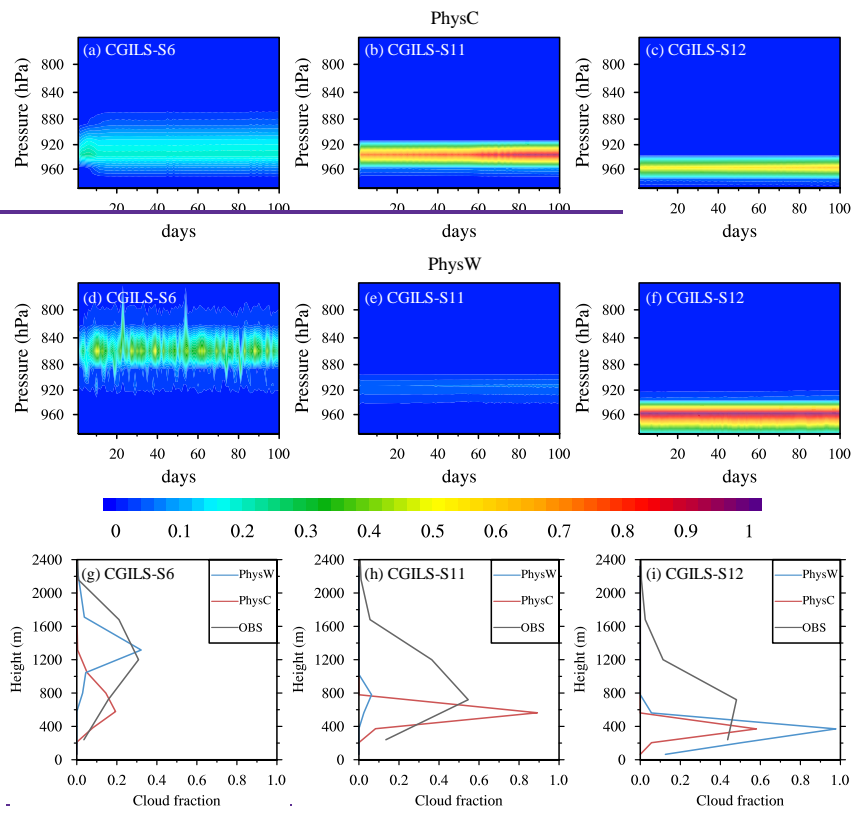 PhysC
(a) CGILS-S6
(b) CGILS-S11
(c) CGILS-S12
Pressure (hPa)
800
840
880
920
960
20 40 60 80 100
days
Pressure (hPa)
800
840
880
920
960
20 40 60 80 100
days
Pressure (hPa)
800
840
880
920
960
20 40 60 80 100
days
PhysW
(d) CGILS-S6
(e) CGILS-S11
(f) CGILS-S12
Pressure (hPa)
800
840
880
920
960
20 40 60 80 100
days
Pressure (hPa)
800
840
880
920
960
20 40 60 80 100
days
Pressure (hPa)
800
840
880
920
960
20 40 60 80 100
days
0 0.1 0.2 0.3 0.4 0.5 0.6 0.7 0.8 0.9 1
(g) CGILS-S6
PhysW
PhysC
OBS
Height (m)
2400
2000
1600
1200
800
400
0
0.0 0.2 0.4 0.6 0.8 1.0
Cloud fraction
(h) CGILS-S11
PhysW
PhysC
OBS
Height (m)
2400
2000
1600
1200
800
400
0
0.0 0.2 0.4 0.6 0.8 1.0
Cloud fraction
(i) CGILS-S12
PhysW
PhysC
OBS
Height (m)
2400
2000
1600
1200
800
400
0
0.0 0.2 0.4 0.6 0.8 1.0
Cloud fraction